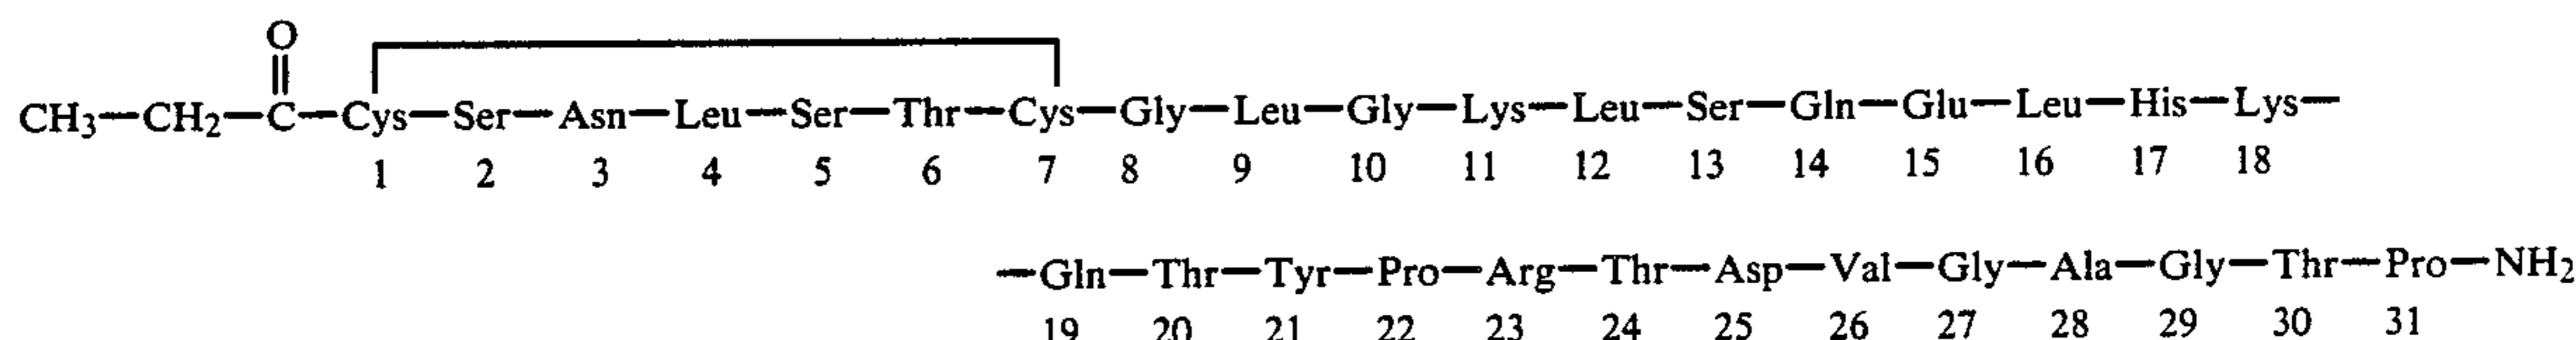 O
CH3—CH2—C—Cys—Ser—Asn—Leu—Ser—Thr—Cys—Gly—Leu—Gly—Lys—Leu—Ser—Gln—Glu—Leu—His—Lys—
1 2 3 4 5 6 7 8 9 10 11 12 13 14 15 16 17 18
—Gln—Thr—Tyr—Pro—Arg—Thr—Asp—Val—Gly—Ala—Gly—Thr—Pro—NH2
19 20 21 22 23 24 25 26 27 28 29 30 31